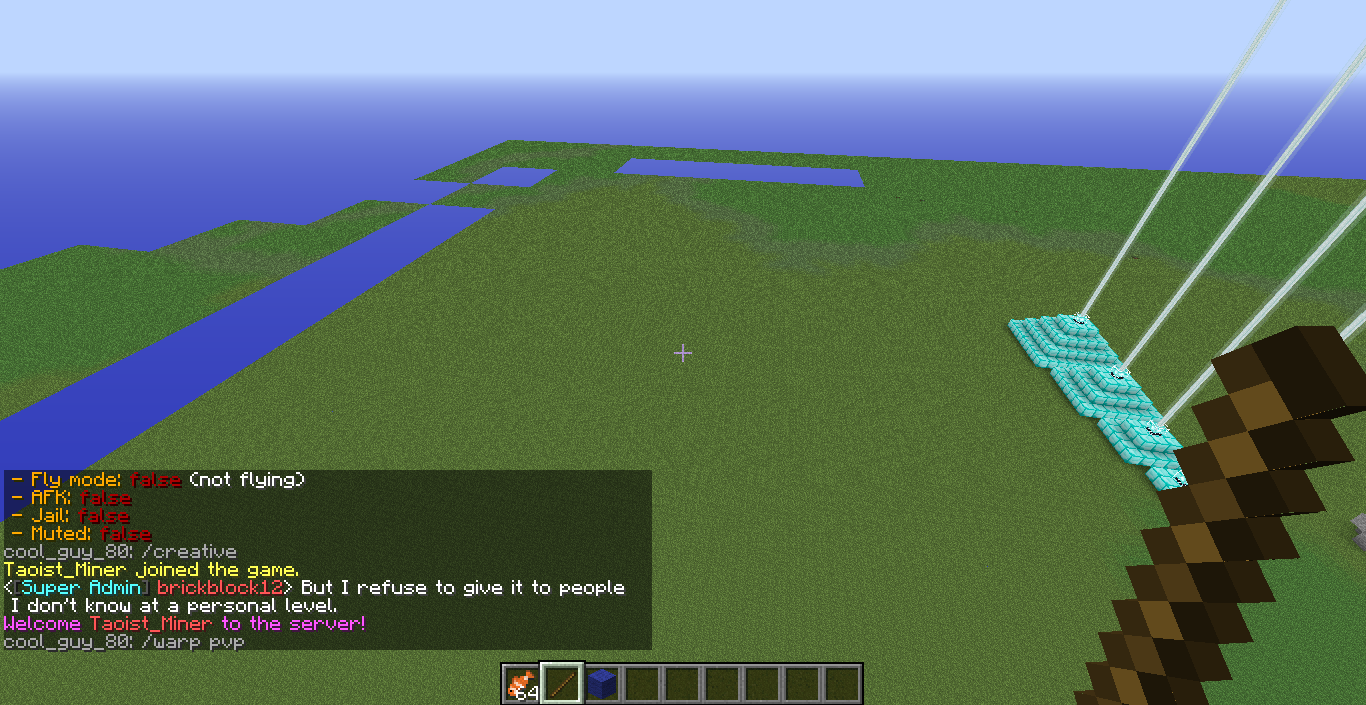 - Fly mode: false (not flying)
- AFK: false
- Jail: false
- Muted: false
cool_guy_80: /creative
Taoist_Miner joined the game.
<[Super Admin] brickblock12> But I refuse to give it to people
I don't know at a personal level.
Welcome Taoist_Miner to the server!
cool_guy_80: /warp pvp
64